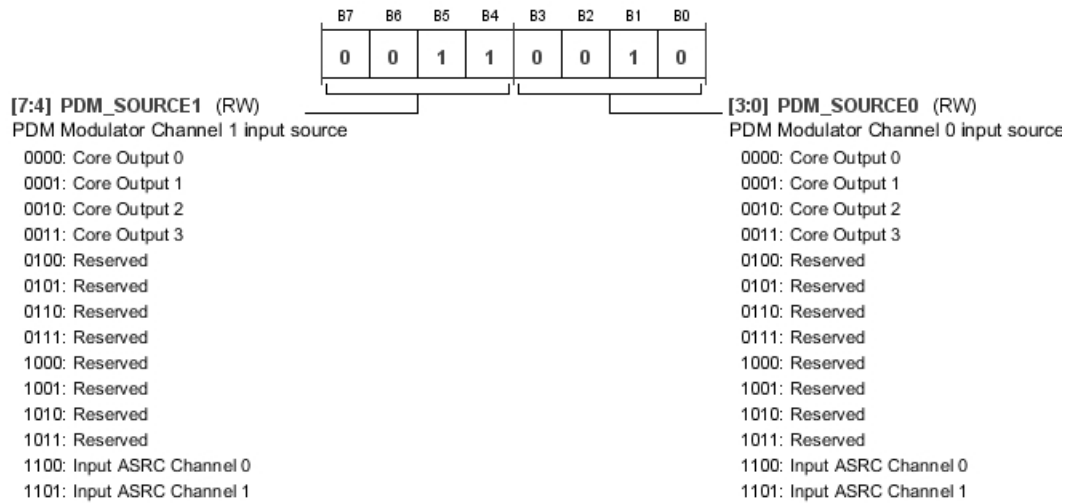 B7 B6 B5 B4 B3 B2 B1 B0
0 0 1 1 0 0 1 0
[7:4] PDM_SOURCE1 (RW)
PDM Modulator Channel 1 input source
0000: Core Output 0
0001: Core Output 1
0010: Core Output 2
0011: Core Output 3
0100: Reserved
0101: Reserved
0110: Reserved
0111: Reserved
1000: Reserved
1001: Reserved
1010: Reserved
1011: Reserved
1100: Input ASRC Channel 0
1101: Input ASRC Channel 1
[3:0] PDM_SOURCE0 (RW)
PDM Modulator Channel 0 input source
0000: Core Output 0
0001: Core Output 1
0010: Core Output 2
0011: Core Output 3
0100: Reserved
0101: Reserved
0110: Reserved
0111: Reserved
1000: Reserved
1001: Reserved
1010: Reserved
1011: Reserved
1100: Input ASRC Channel 0
1101: Input ASRC Channel 1